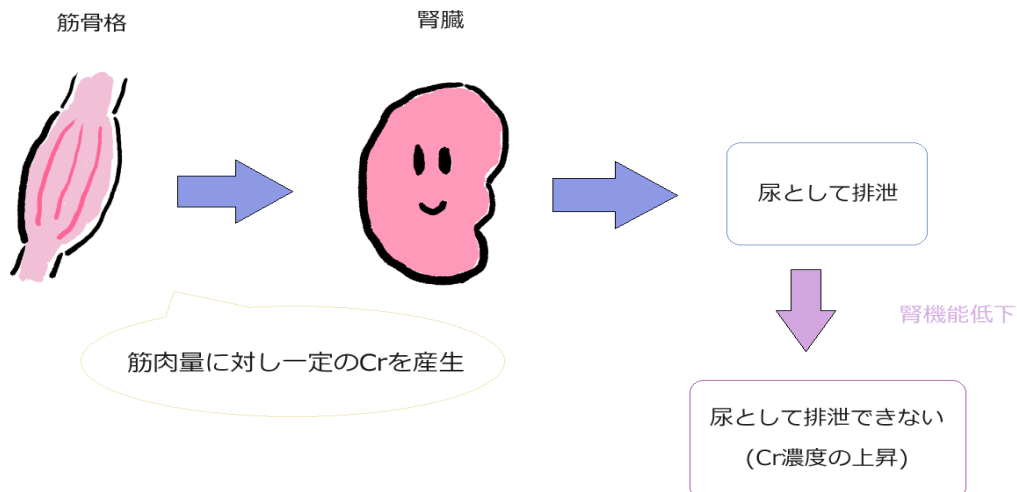 筋骨格
腎臓
尿として排泄
腎機能低下
筋肉量に対し一定のCrを産生
尿として排泄できない
(Cr濃度の上昇)